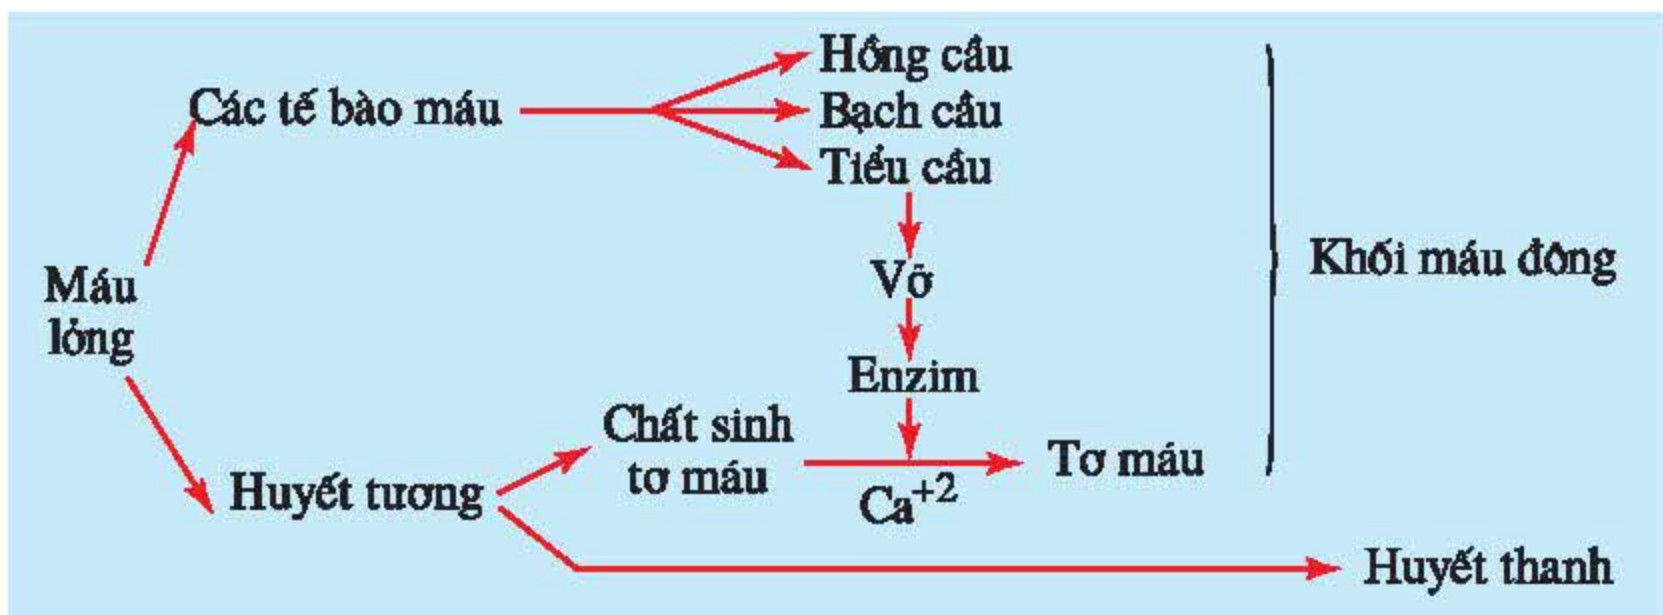 Hồng cầu
Các tế bào máu
Bạch cầu
Tiểu cầu
Máu
lỏng
Vỡ
Khối máu đông
Enzim
Chất sinh
tơ máu
Tơ máu
Huyết tương
Ca+2
Huyết thanh